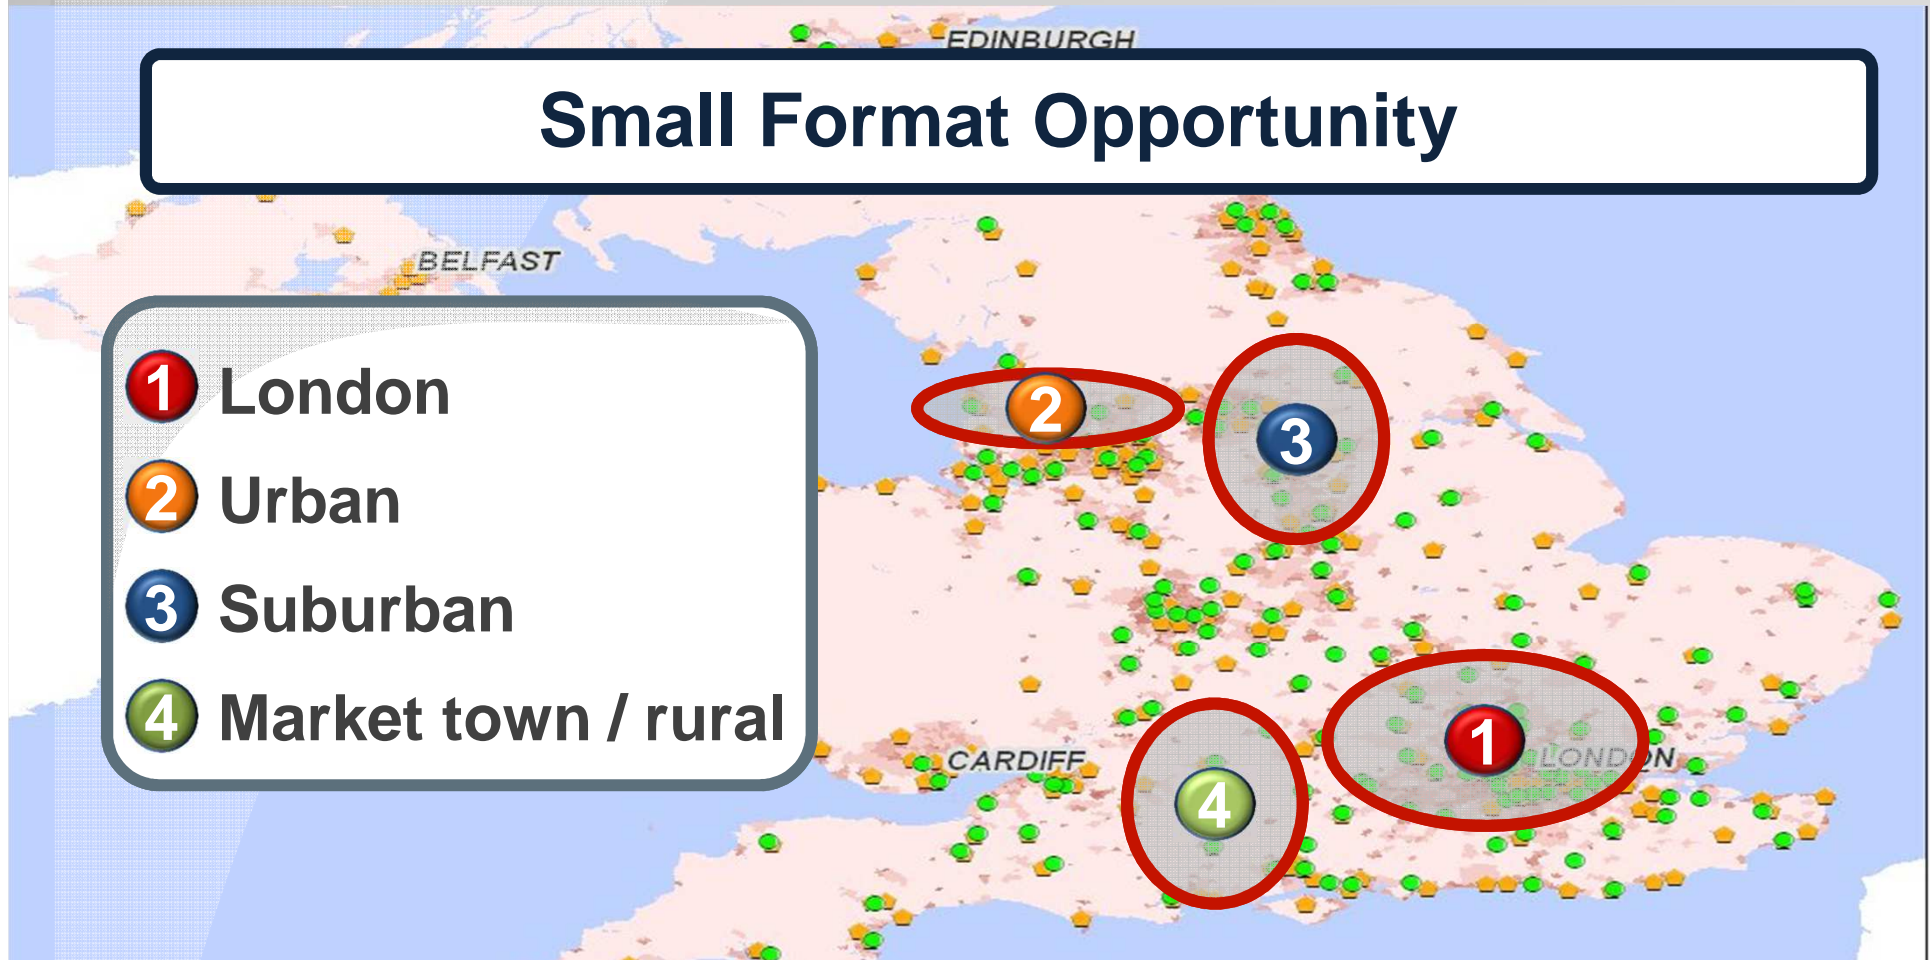 EDINBURGH
Small Format Opportunity
BELFAST
1 London
2 Urban
3 Suburban
4 Market town / rural
2
3
CARDIFF
4
1
LONDON